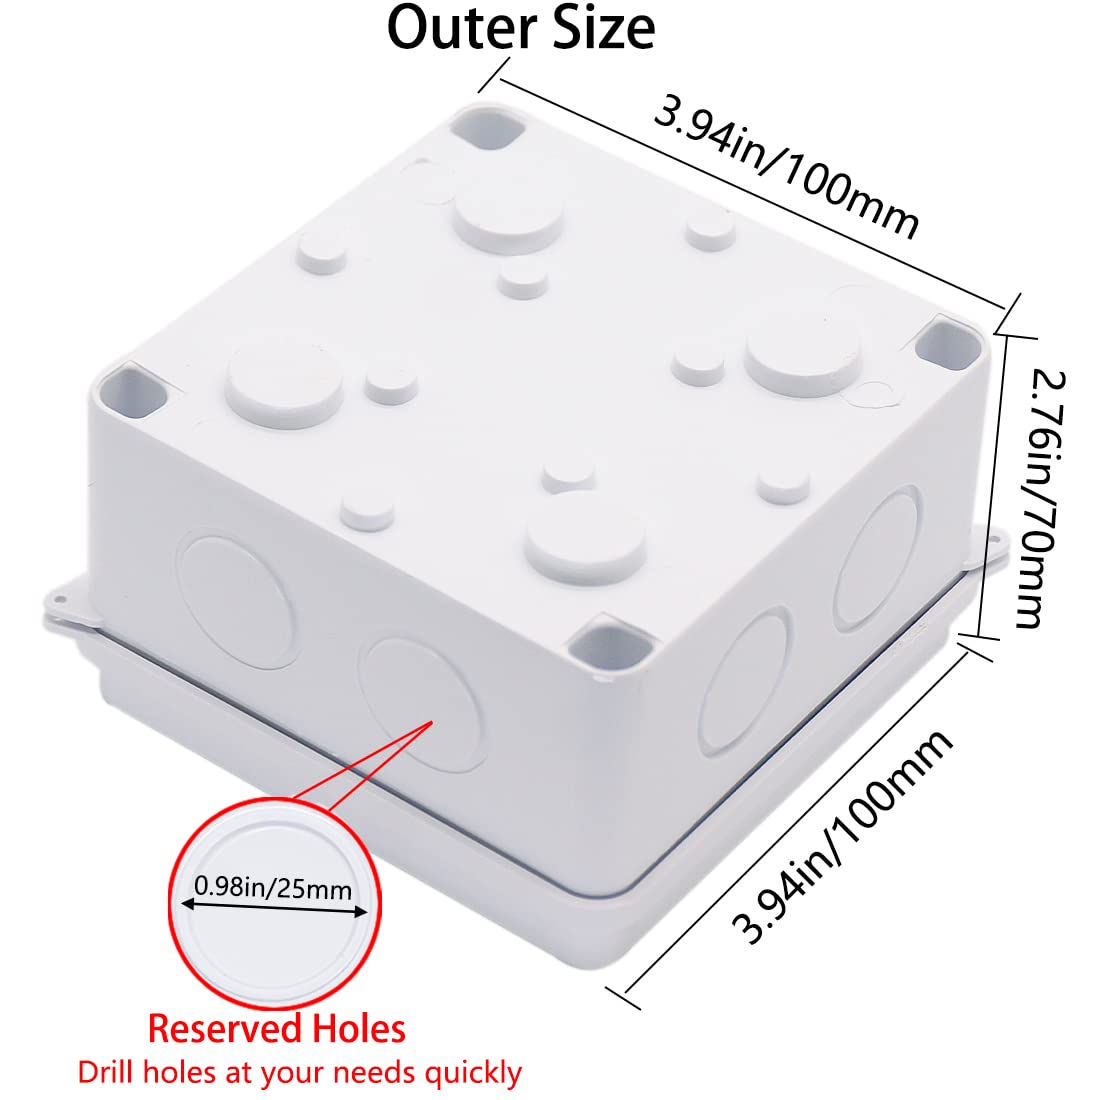 Outer Size
3.94in/100mm
2.76in/70mm
3.94in/100mm
0.98in/25mm
Reserved Holes
Drill holes at your needs quickly